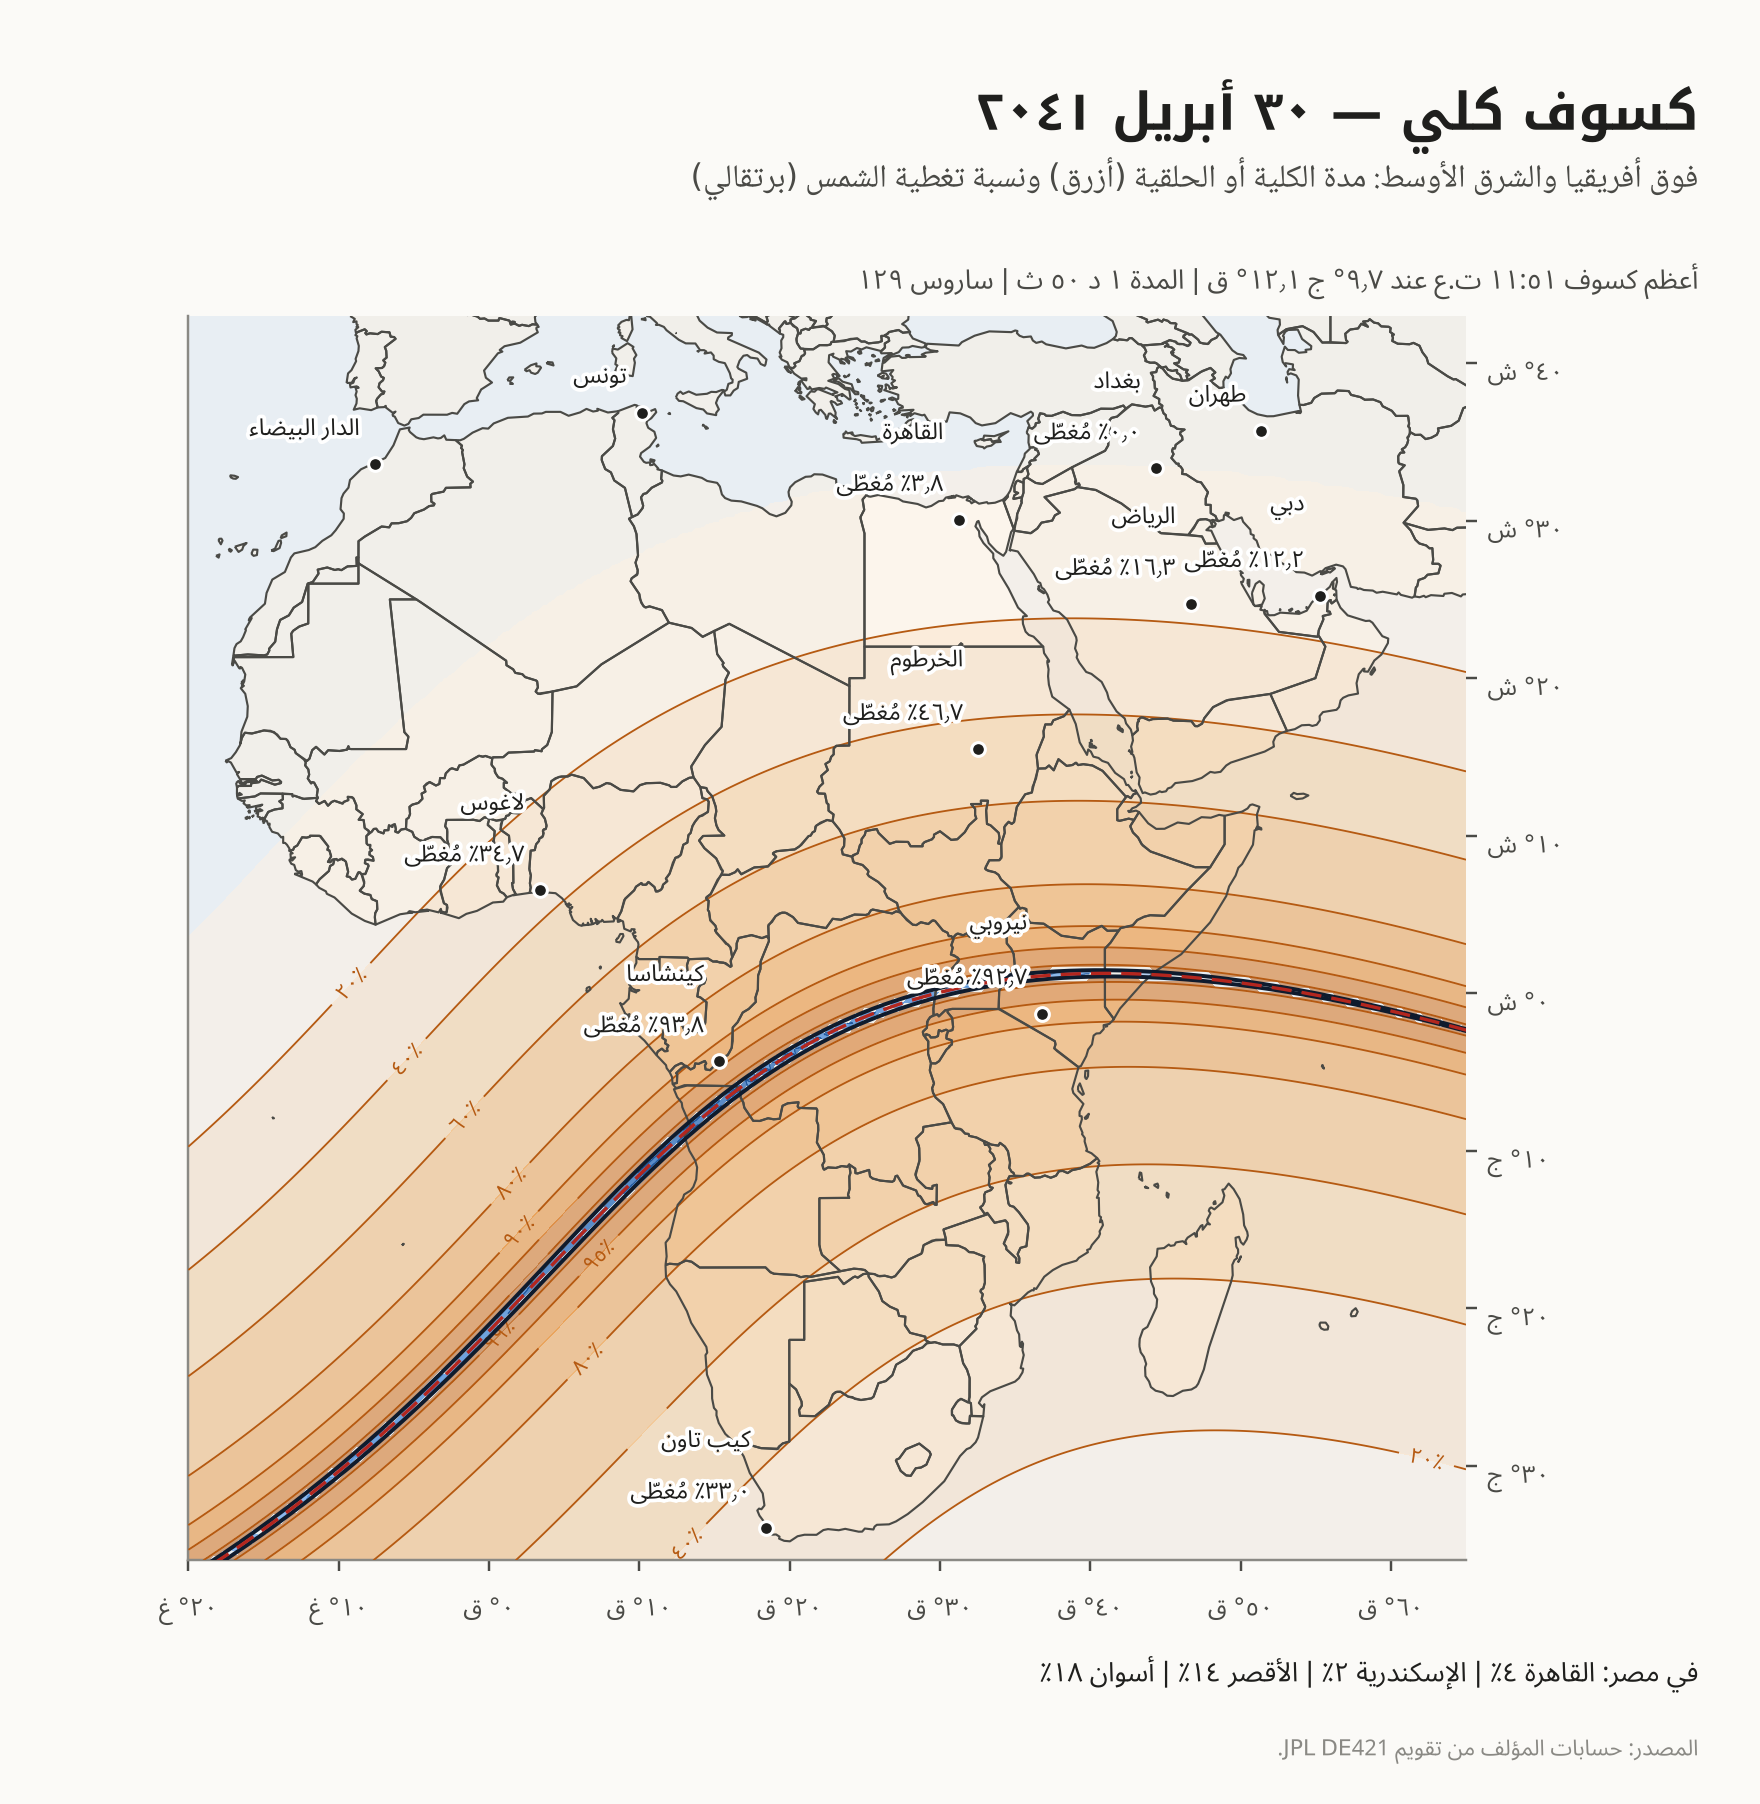 كسوف كلي — ٣٠ أبريل ٢٠٤١
فوق أفريقيا والشرق الأوسط: مدة الكلية أو الحلقية (أزرق) ونسبة تغطية الشمس (برتقالي)
أعظم كسوف ١١:٥١ ت.ع عند ٩٫٧° ج ١٢٫١° ق | المدة ١ د ٥٠ ث | ساروس ١٢٩
تونس
بغداد
٠٫٠٪ مُغطّى
طهران
الدار البيضاء
القاهرة
٣٫٨٪ مُغطّى
الرياض
١٦٫٣٪ مُغطّى
دبي
١٢٫٢٪ مُغطّى
الخرطوم
٤٦٫٧٪ مُغطّى
لاغوس
٣٤٫٧٪ مُغطّى
نيروبي
٩٢٫٧٪ مُغطّى
كينشاسا
٩٣٫٨٪ مُغطّى
كيب تاون
٣٣٫٠٪ مُغطّى
٢٠٪
٤٠٪
٦٠٪
٨٠٪
٩٠٪
٩٥٪
٩٩٪
٨٠٪
٤٠٪
٢٠٪
٤٠° ش
٣٠° ش
٢٠° ش
١٠° ش
٠° ش
١٠° ج
٢٠° ج
٣٠° ج
٢٠° غ
١٠° غ
٠° ق
١٠° ق
٢٠° ق
٣٠° ق
٤٠° ق
٥٠° ق
٦٠° ق
في مصر: القاهرة ٤٪ | الإسكندرية ٢٪ | الأقصر ١٤٪ | أسوان ١٨٪
المصدر: حسابات المؤلف من تقويم JPL DE421.